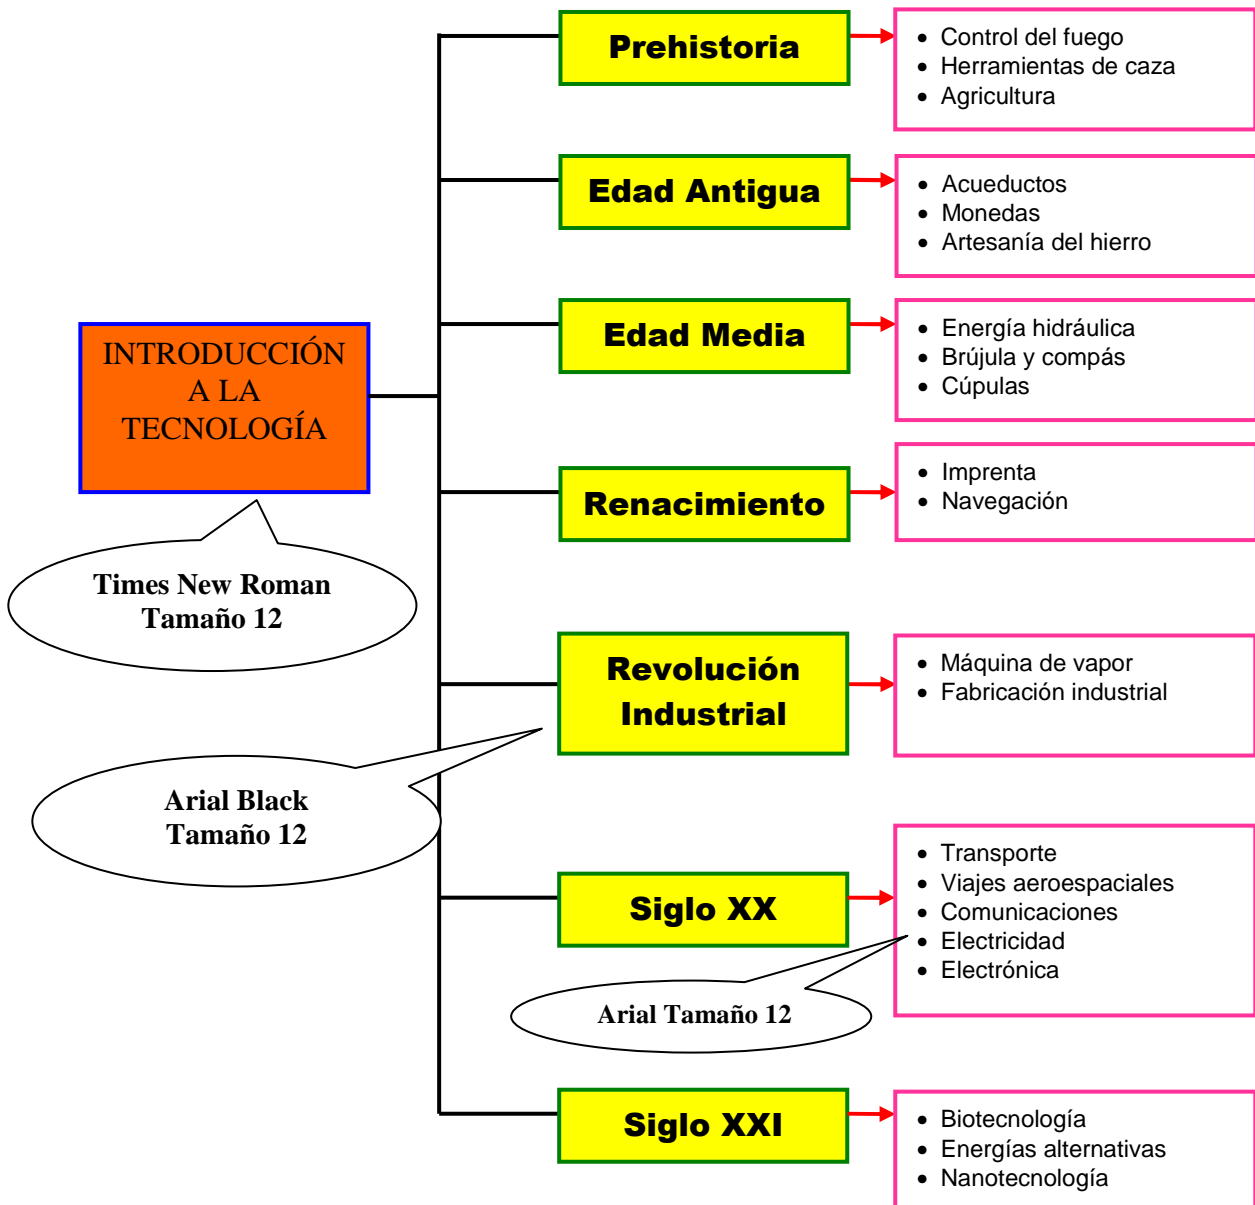 Prehistoria
• Control del fuego
• Herramientas de caza
• Agricultura
Edad Antigua
• Acueductos
• Monedas
• Artesanía del hierro
Edad Media
• Energía hidráulica
• Brújula y compás
• Cúpulas
INTRODUCCIÓN
A LA
TECNOLOGÍA
Renacimiento
• Imprenta
• Navegación
Times New Roman
Tamaño 12
Revolución
Industrial
• Máquina de vapor
• Fabricación industrial
Arial Black
Tamaño 12
Siglo XX
• Transporte
• Viajes aeroespaciales
• Comunicaciones
• Electricidad
• Electrónica
Arial Tamaño 12
Siglo XXI
• Biotecnología
• Energías alternativas
• Nanotecnología